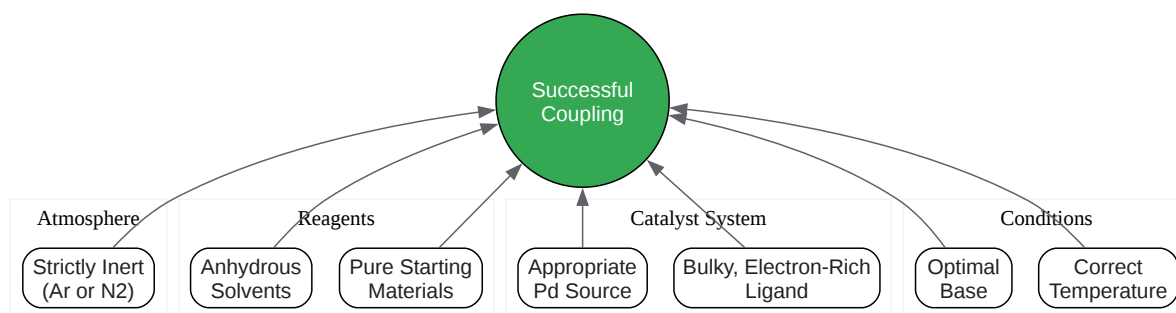 Successful
Coupling
Atmosphere
Reagents
Catalyst System
Conditions
Strictly Inert
(Ar or N2)
Anhydrous
Solvents
Pure Starting
Materials
Appropriate
Pd Source
Bulky, Electron-Rich
Ligand
Optimal
Base
Correct
Temperature